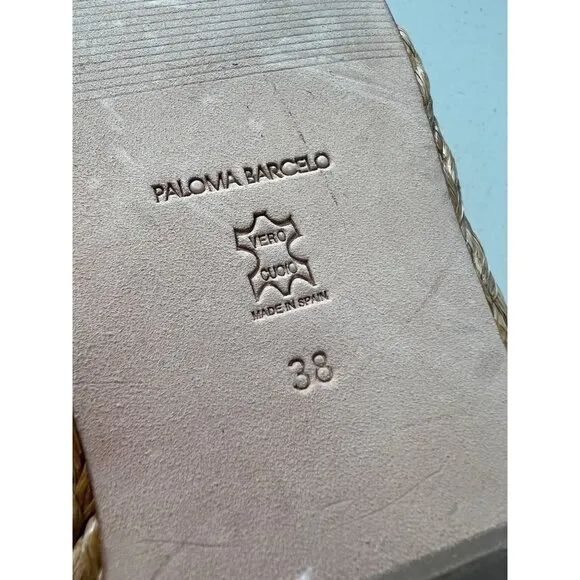 PALOMA BARCELO
VERO
CUOIO
MADE IN SPAIN
38